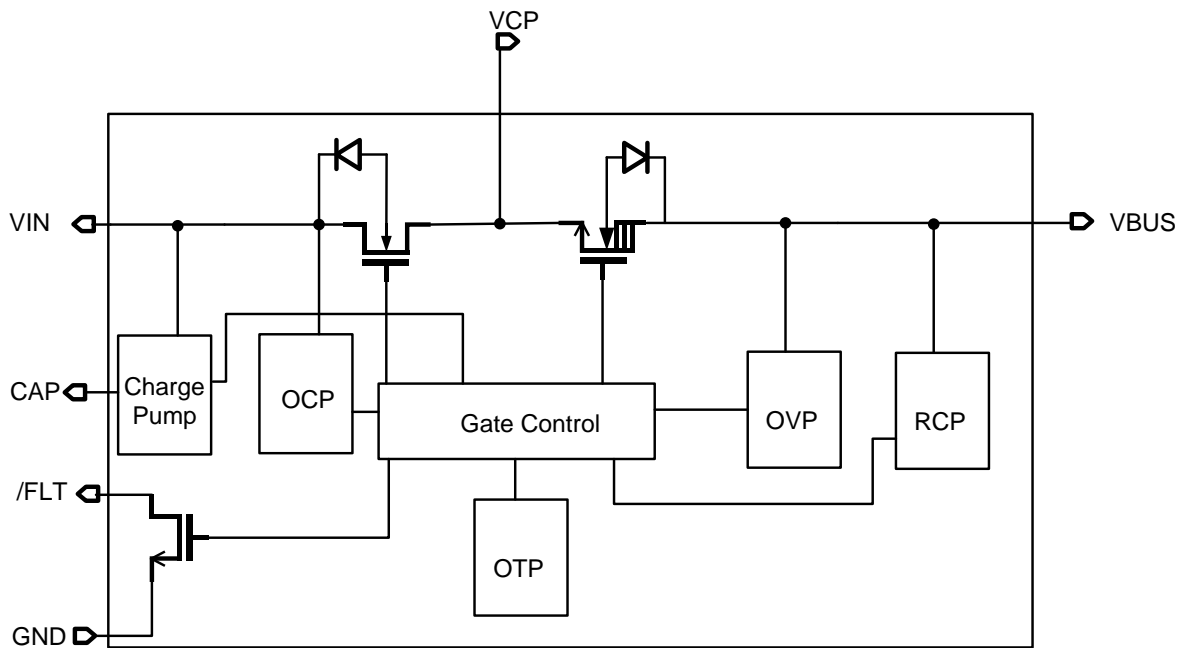 VCP
VIN
VBUS
CAP
Charge
Pump
OCP
Gate Control
OVP
RCP
/FLT
OTP
GND